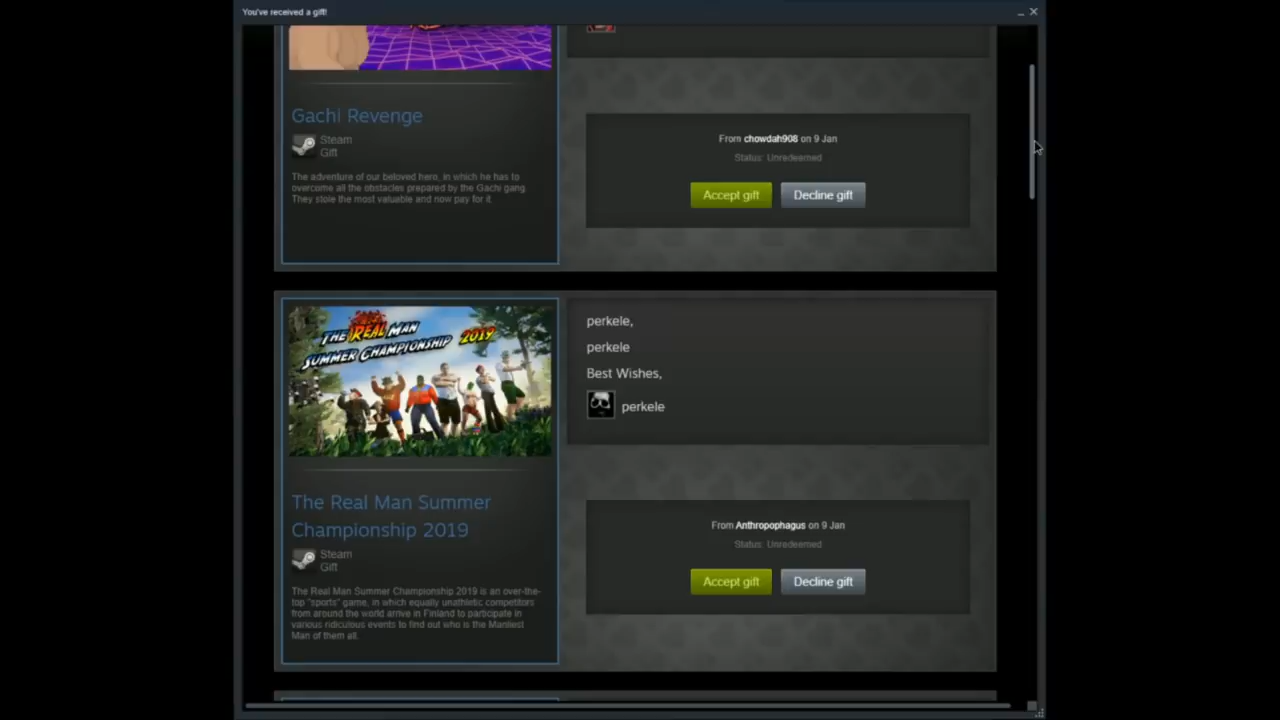 You've received a gift!
Gachi Revenge
Steam
Gift
The adventure of our beloved hero, in which he has to
overcome all the obstacles prepared by the Gachi gang.
They stole the most valuable and now pay for it.
From chowdah908 on 9 Jan
Status: Unredeemed
Accept gift
Decline gift
THE REAL MAN
SUMMER CHAMPIONSHIP 2019
The Real Man Summer
Championship 2019
Steam
Gift
The Real Man Summer Championship 2019 is an over-the-
top "sports" game, in which equally unathletic competitors
from around the world arrive in Finland to participate in
various ridiculous events to find out who is the Manliest
Man of them all.
perkele,
perkele
Best Wishes,
perkele
From Anthropophagus on 9 Jan
Status: Unredeemed
Accept gift
Decline gift